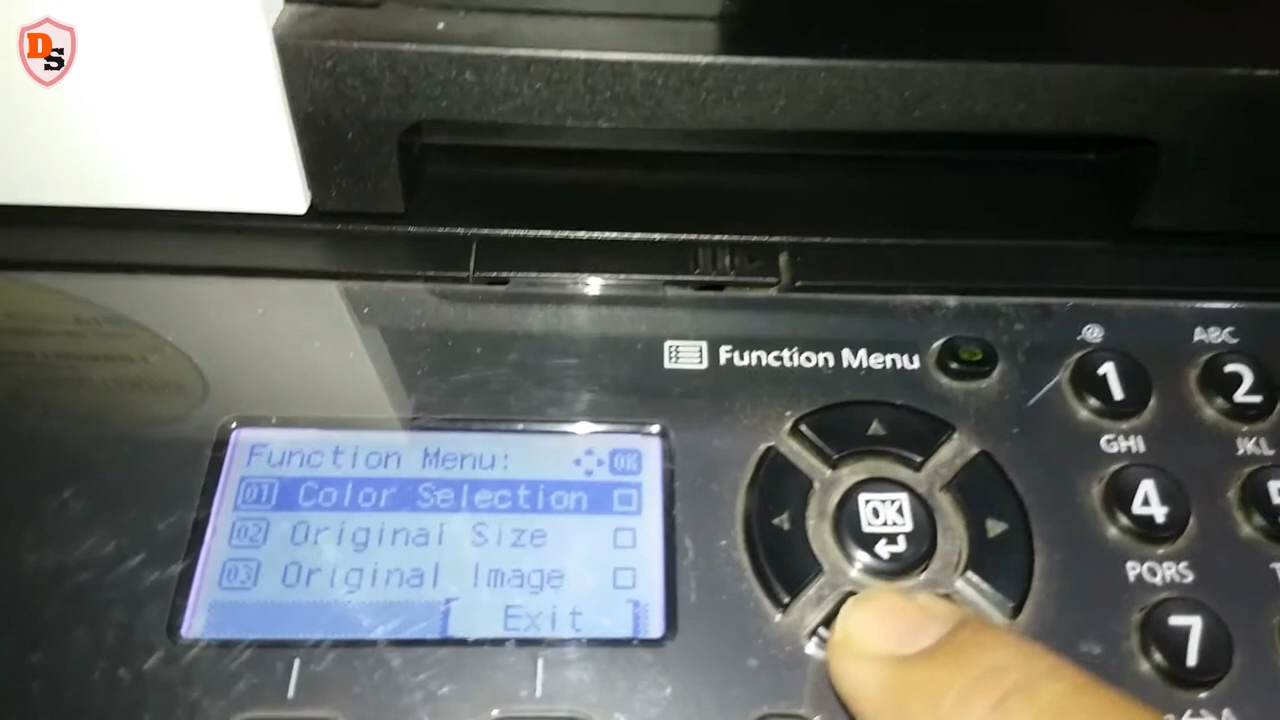 DS
Function Menu
@
ABC
1
2
GHI
JKL
Function Menu: OK
01 Color Selection
02 Original Size
03 Original Image
Exit
OK
4
PQRS
7